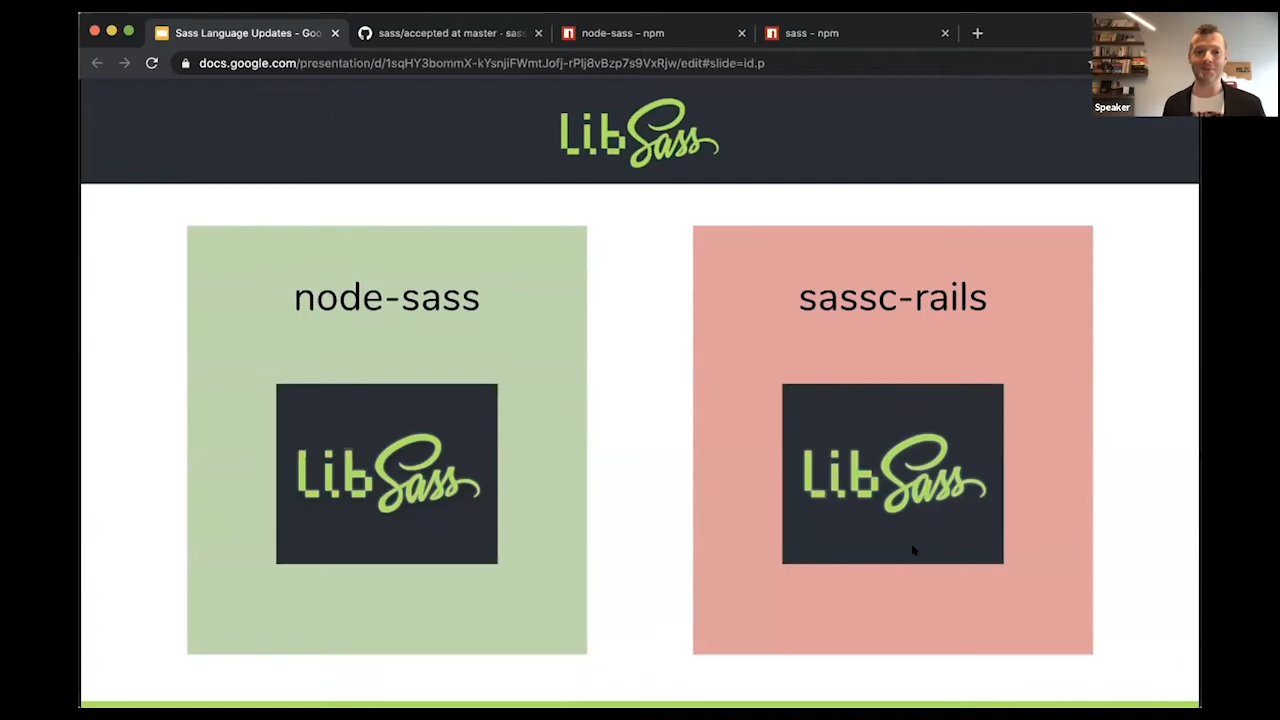 Sass Language Updates - Goo
sass/accepted at master · sass
node-sass - npm
sass - npm
docs.google.com/presentation/d/1sqHY3bommX-kYsnjiFWmtJofj-rPlj8vBzp7s9VxRjw/edit#slide=id.p
Speaker
LibSass
node-sass
sassc-rails
LibSass
LibSass